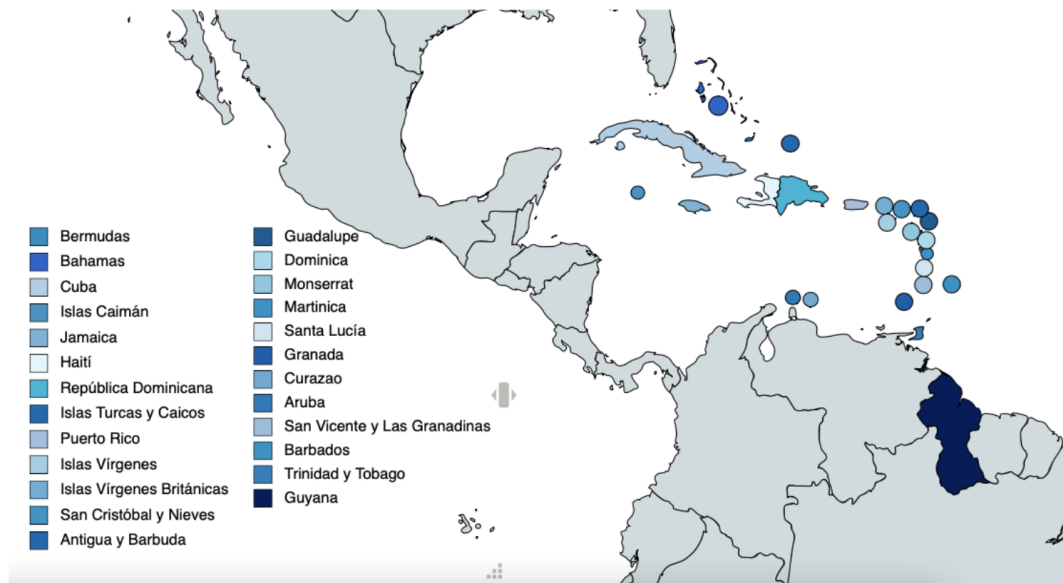 Bermudas
Bahamas
Cuba
Islas Caimán
Jamaica
Haití
República Dominicana
Islas Turcas y Caicos
Puerto Rico
Islas Vírgenes
Islas Vírgenes Británicas
San Cristóbal y Nieves
Antigua y Barbuda
Guadalupe
Dominica
Monserrat
Martinica
Santa Lucía
Granada
Curazao
Aruba
San Vicente y Las Granadinas
Barbados
Trinidad y Tobago
Guyana